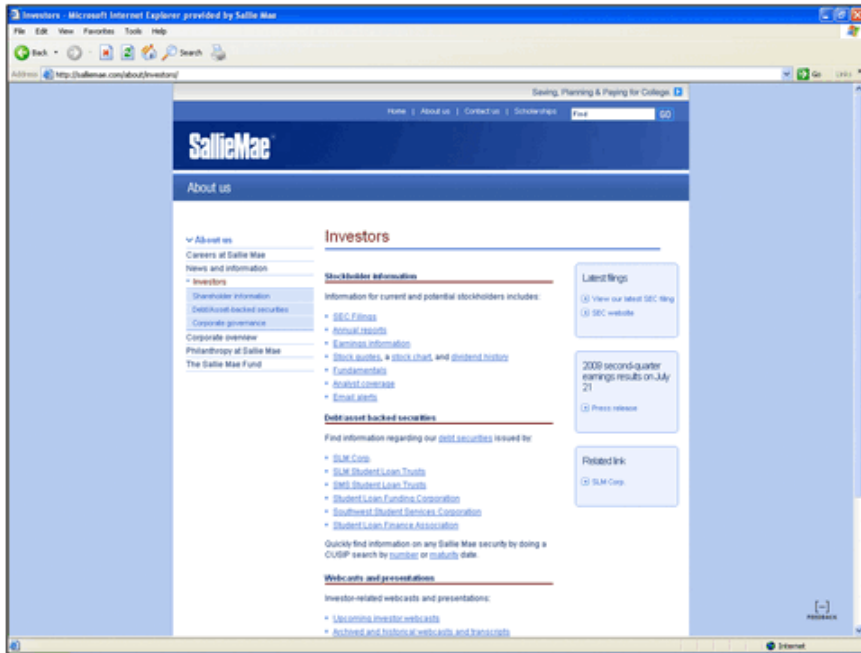 Investors - Microsoft Internet Explorer provided by Sallie Mae
File Edit View Favorites Tools Help
Back Search
Address http://salliemae.com/about/investors/ Go Links
Saving, Planning & Paying for College.
Home | About us | Contact us | Scholarships Find GO
SallieMae
About us
About us
Careers at Sallie Mae
News and information
Investors
Shareholder information
Debt/Asset-backed securities
Corporate governance
Corporate overview
Philanthropy at Sallie Mae
The Sallie Mae Fund
Investors
Stockholder information
Information for current and potential stockholders includes:
SEC Filings
Annual reports
Earnings information
Stock quotes, a stock chart, and dividend history
Fundamentals
Analyst coverage
Email alerts
Debt/asset backed securities
Find information regarding our debt securities issued by:
SLM Corp.
SLM Student Loan Trusts
SMS Student Loan Trusts
Student Loan Funding Corporation
Southwest Student Services Corporation
Student Loan Finance Association
Quickly find information on any Sallie Mae security by doing a
CUSIP search by number or maturity date.
Webcasts and presentations
Investor-related webcasts and presentations:
Upcoming investor webcasts
Archived and historical webcasts and transcripts
Latest filings
View our latest SEC filing
SEC website
2009 second-quarter
earnings results on July
21
Press release
Related link
SLM Corp.
[-]
FEEDBACK
Internet